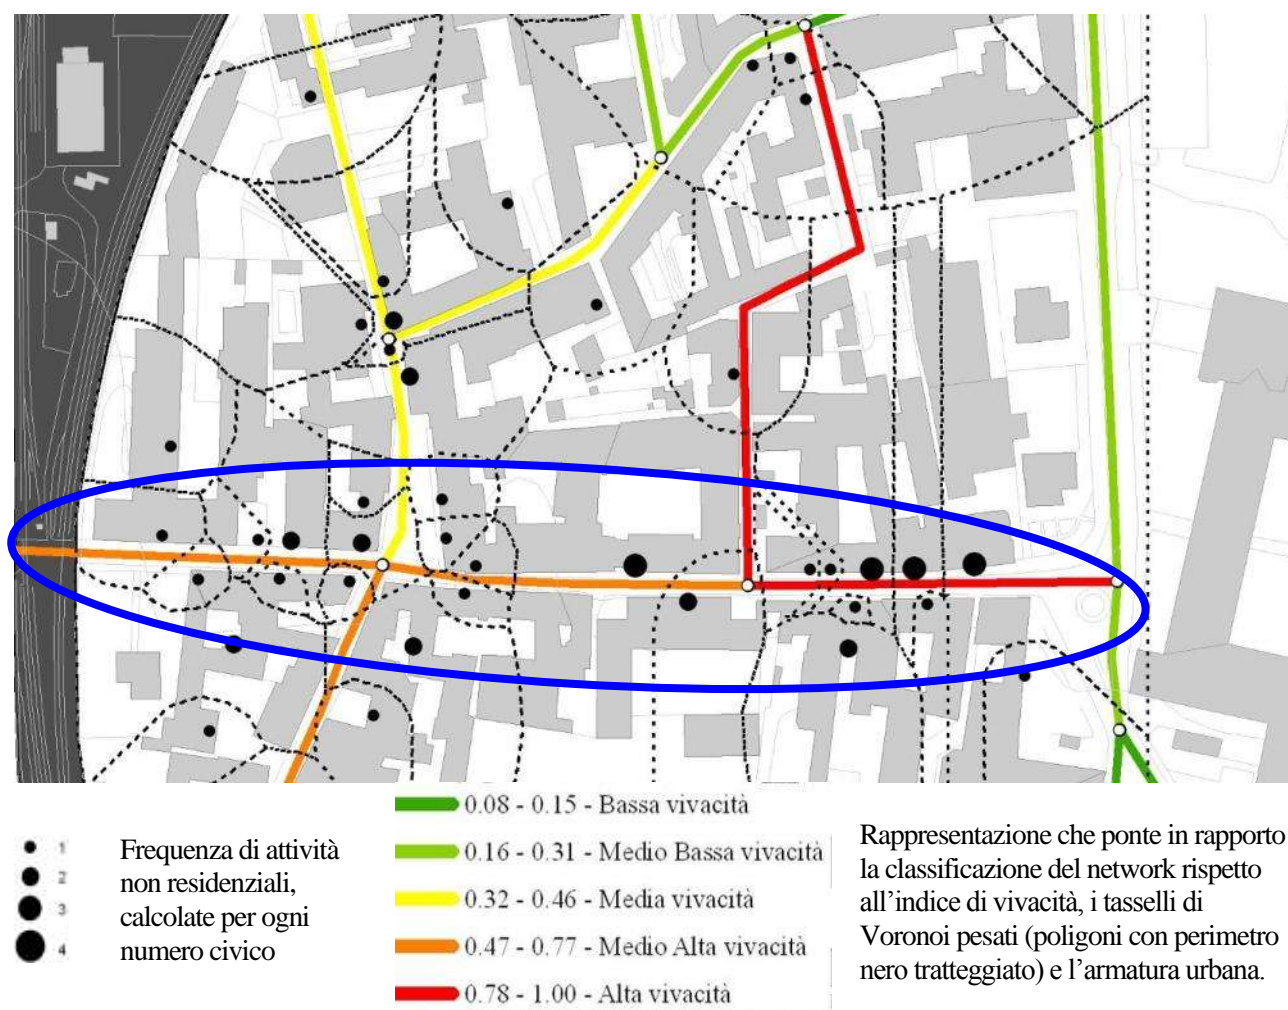 1
2
3
4
Frequenza di attività
non residenziali,
calcolate per ogni
numero civico
0.08 - 0.15 - Bassa vivacità
0.16 - 0.31 - Medio Bassa vivacità
0.32 - 0.46 - Media vivacità
0.47 - 0.77 - Medio Alta vivacità
0.78 - 1.00 - Alta vivacità
Rappresentazione che ponte in rapporto
la classificazione del network rispetto
all’indice di vivacità, i tasselli di
Voronoi pesati (poligoni con perimetro
nero tratteggiato) e l’armatura urbana.